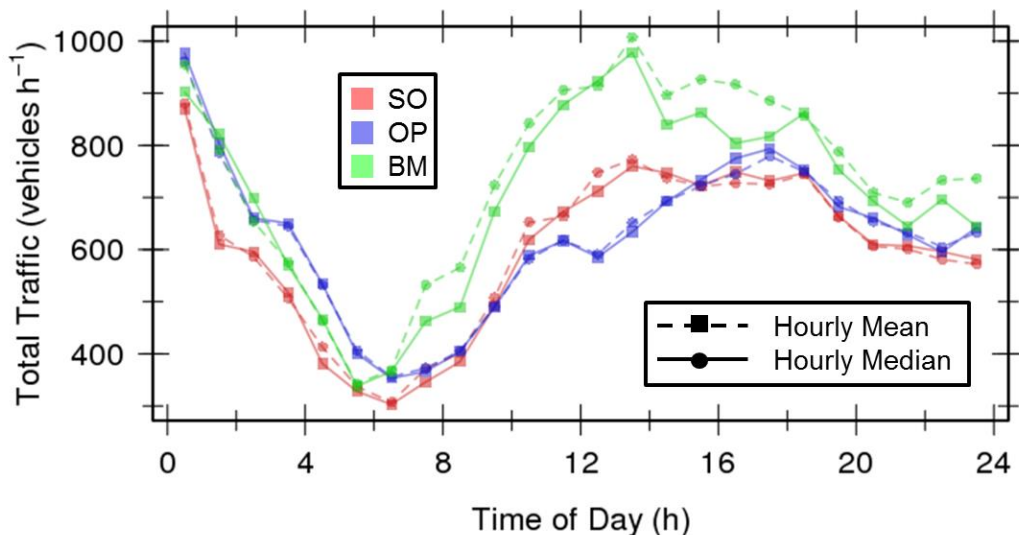 Total Traffic (vehicles h−1)
1000
800
600
400
SO
OP
BM
Hourly Mean
Hourly Median
0 4 8 12 16 20 24
Time of Day (h)